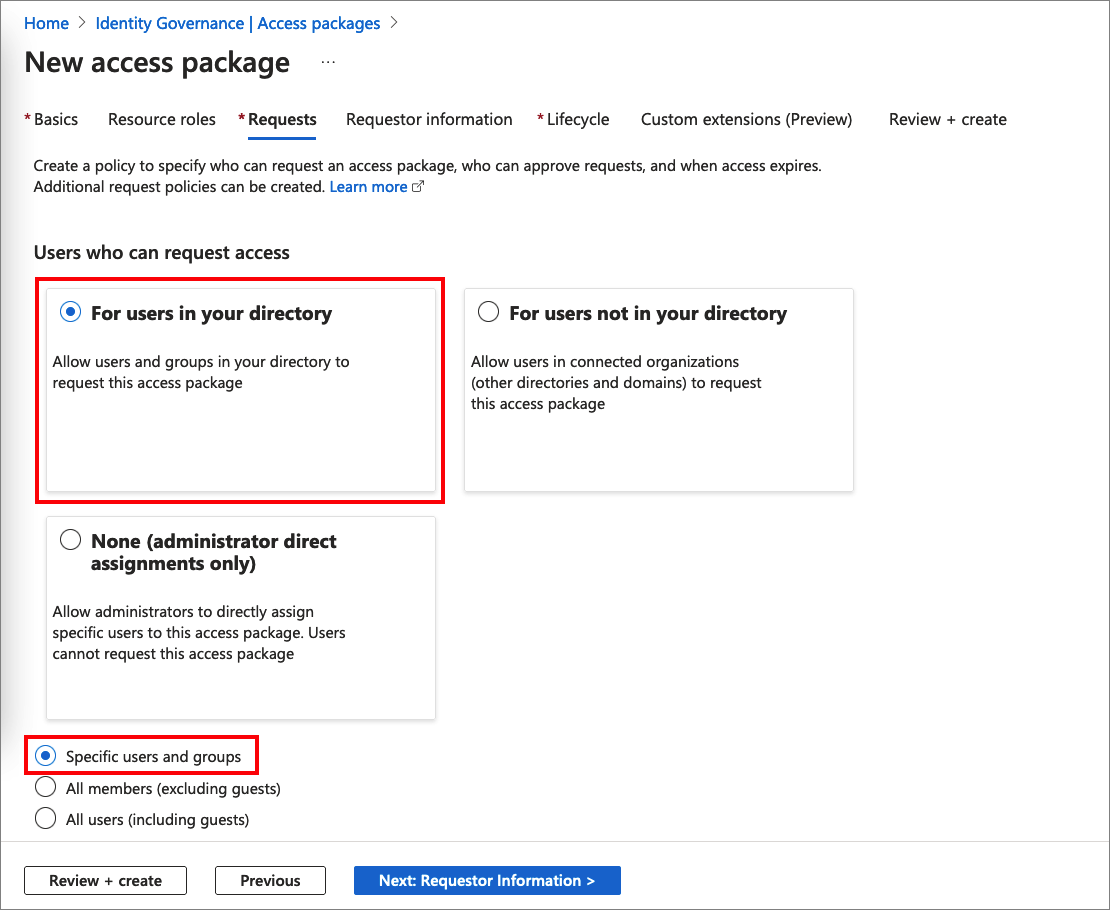 Home > Identity Governance | Access packages >
New access package ...
* Basics Resource roles * Requests Requestor information * Lifecycle Custom extensions (Preview) Review + create
Create a policy to specify who can request an access package, who can approve requests, and when access expires.
Additional request policies can be created. Learn more
Users who can request access
For users in your directory
Allow users and groups in your directory to
request this access package
For users not in your directory
Allow users in connected organizations
(other directories and domains) to request
this access package
None (administrator direct
assignments only)
Allow administrators to directly assign
specific users to this access package. Users
cannot request this access package
Specific users and groups
All members (excluding guests)
All users (including guests)
Review + create Previous Next: Requestor Information >